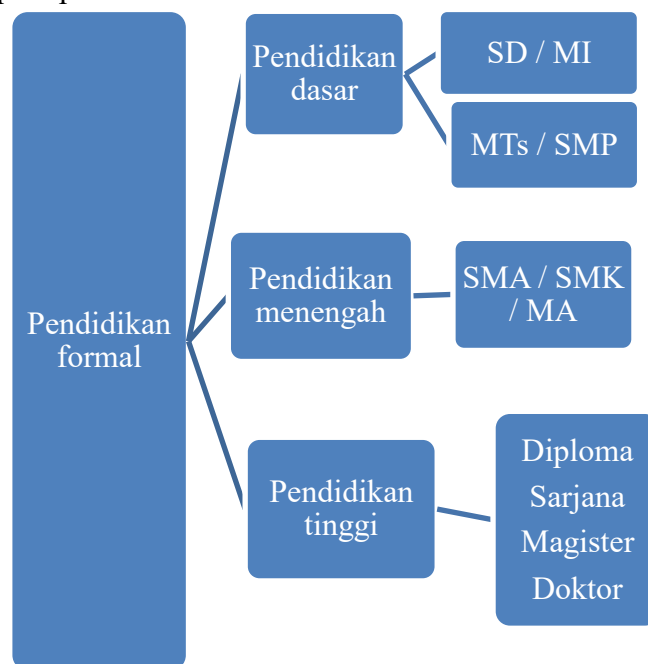 Pendidikan
formal
Pendidikan
dasar
SD / MI
MTs / SMP
Pendidikan
menengah
SMA / SMK
/ MA
Pendidikan
tinggi
Diploma
Sarjana
Magister
Doktor